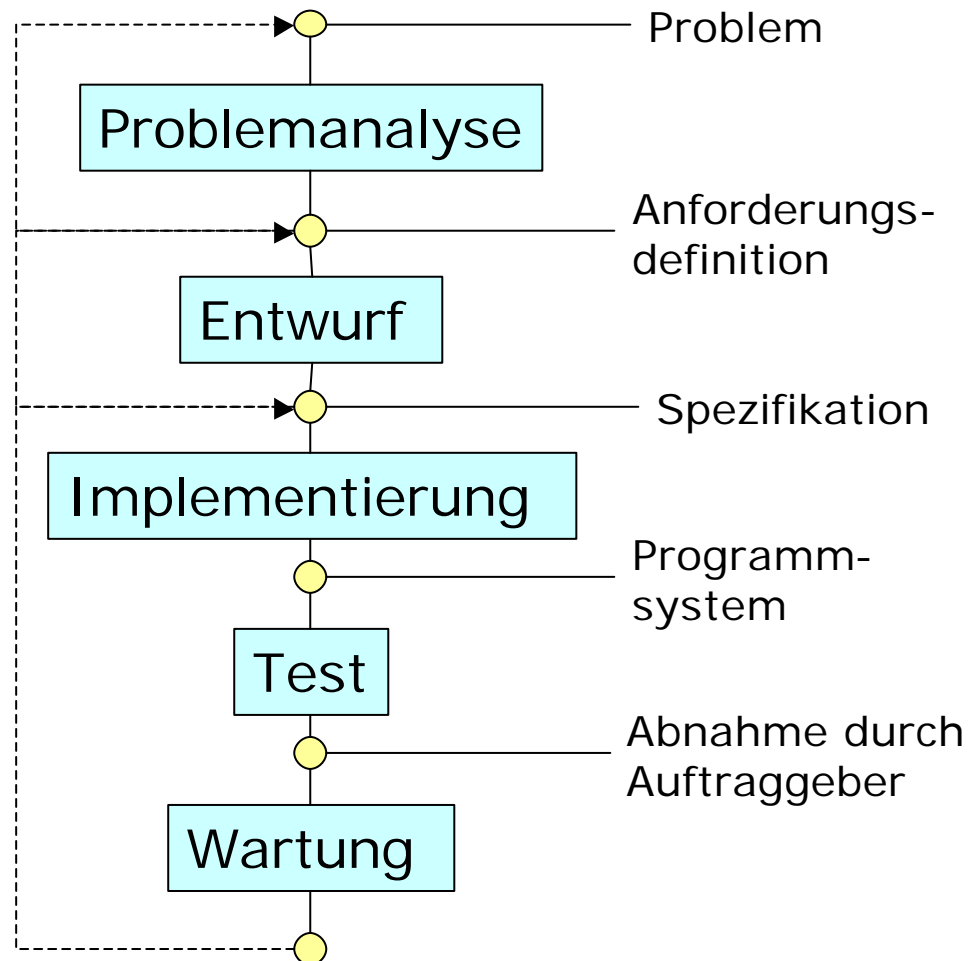 Problem
Problemanalyse
Anforderungs-
definition
Entwurf
Spezifikation
Implementierung
Programm-
system
Test
Abnahme durch
Auftraggeber
Wartung